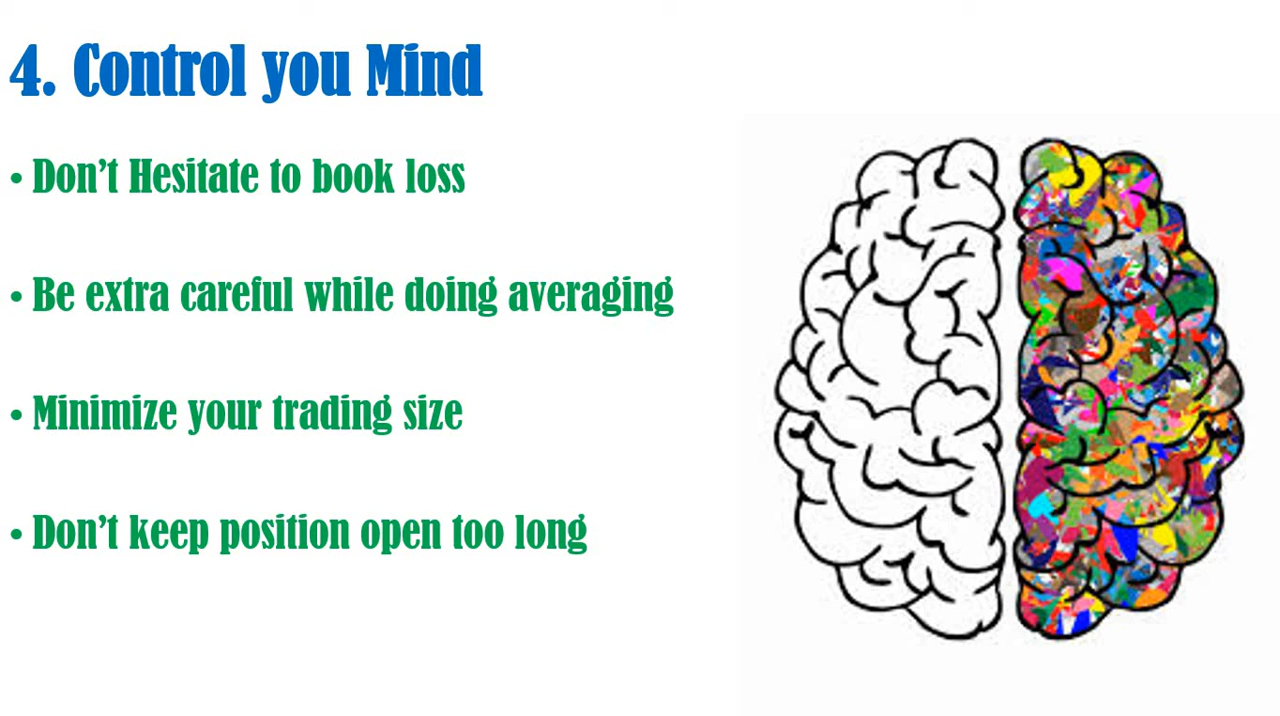 4. Control you Mind
• Don't Hesitate to book loss
• Be extra careful while doing averaging
• Minimize your trading size
• Don't keep position open too long